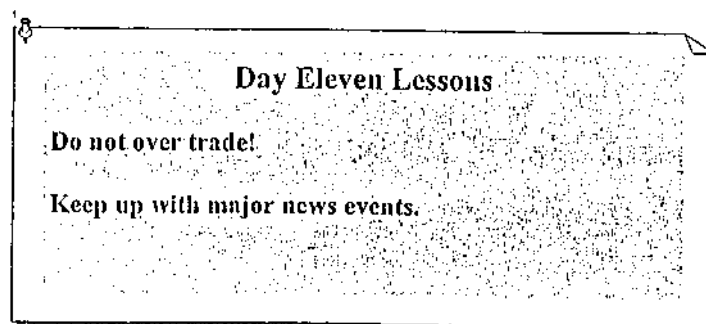 Day Eleven Lessons
Do not over trade!
Keep up with major news events.